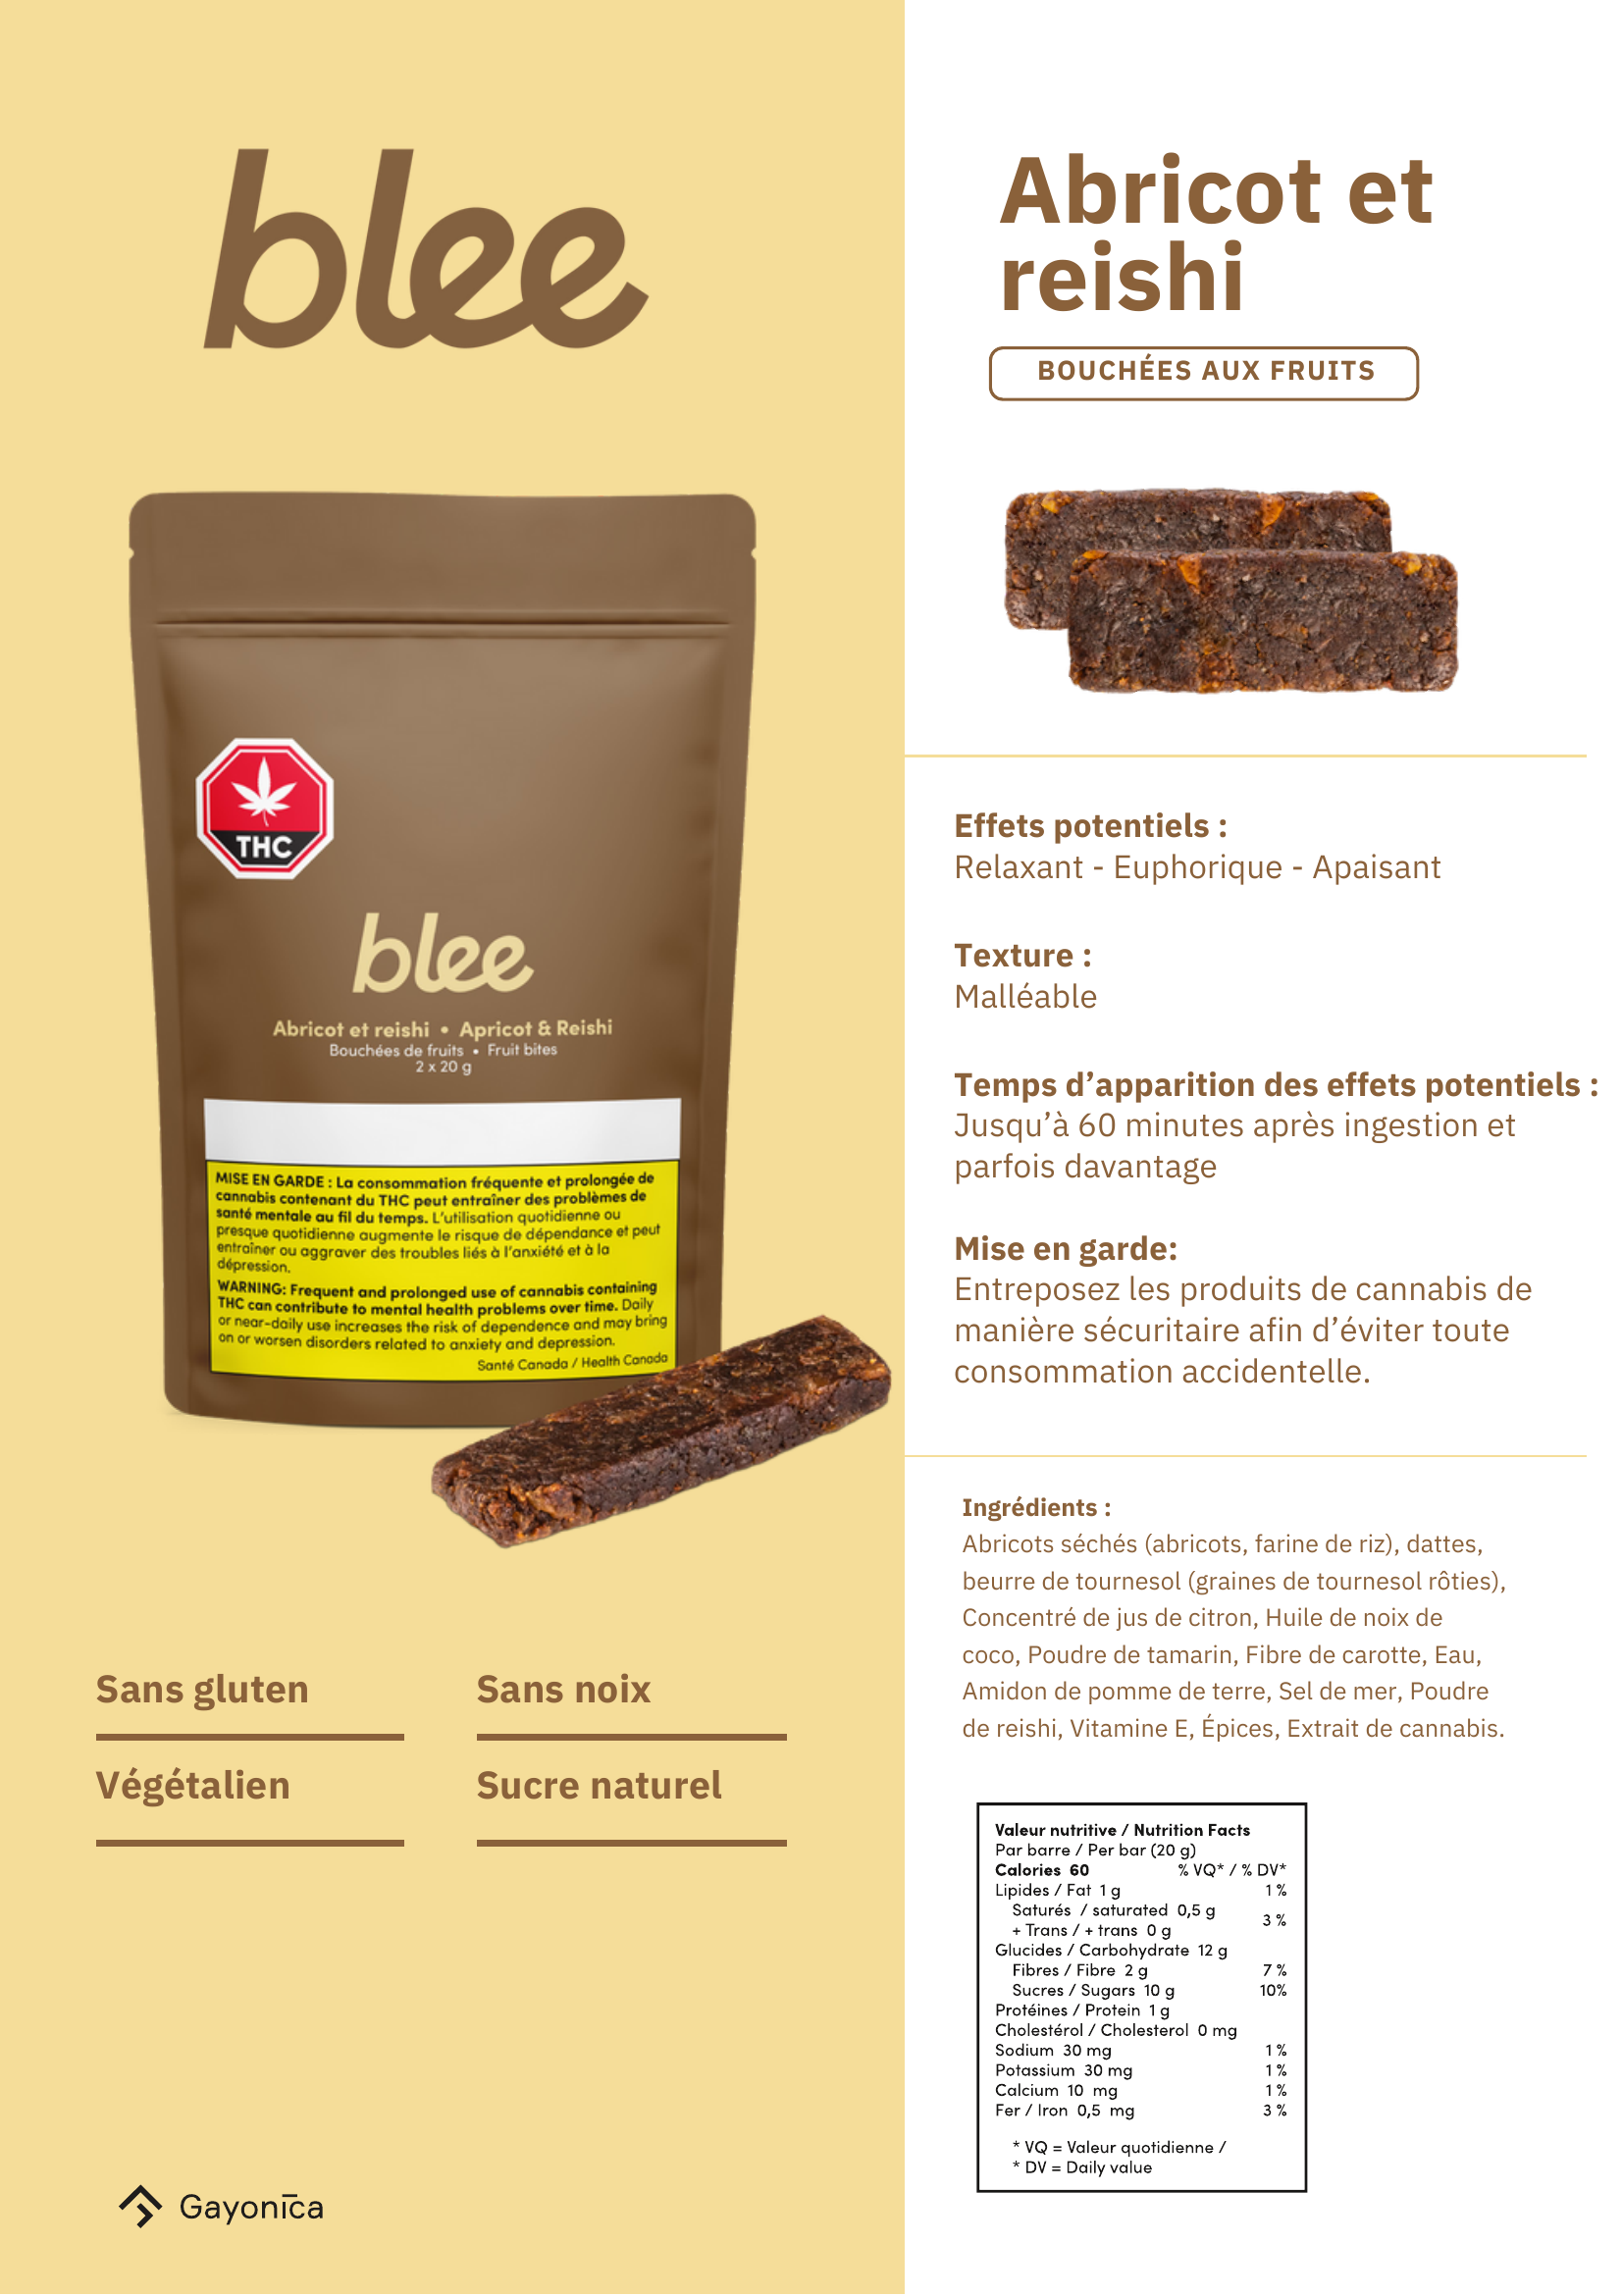 blee
THC
blee
Abricot et reishi • Apricot & Reishi
Bouchées de fruits • Fruit bites
2 x 20 g
MISE EN GARDE : La consommation fréquente et prolongée de
cannabis contenant du THC peut entraîner des problèmes de
santé mentale au fil du temps. L'utilisation quotidienne ou
presque quotidienne augmente le risque de dépendance et peut
entraîner ou aggraver des troubles liés à l'anxiété et à la
dépression.
WARNING: Frequent and prolonged use of cannabis containing
THC can contribute to mental health problems over time. Daily
or near-daily use increases the risk of dependence and may bring
on or worsen disorders related to anxiety and depression.
Santé Canada / Health Canada
Sans gluten
Sans noix
Végétalien
Sucre naturel
Gayonīca
Abricot et
reishi
BOUCHÉES AUX FRUITS
Effets potentiels :
Relaxant - Euphorique - Apaisant
Texture :
Malléable
Temps d’apparition des effets potentiels :
Jusqu’à 60 minutes après ingestion et
parfois davantage
Mise en garde:
Entreposez les produits de cannabis de
manière sécuritaire afin d’éviter toute
consommation accidentelle.
Ingrédients :
Abricots séchés (abricots, farine de riz), dattes,
beurre de tournesol (graines de tournesol rôties),
Concentré de jus de citron, Huile de noix de
coco, Poudre de tamarin, Fibre de carotte, Eau,
Amidon de pomme de terre, Sel de mer, Poudre
de reishi, Vitamine E, Épices, Extrait de cannabis.
Valeur nutritive / Nutrition Facts
Par barre / Per bar (20 g)
Calories 60 % VQ* / % DV*
Lipides / Fat 1 g 1 %
Saturés / saturated 0,5 g
+ Trans / + trans 0 g 3 %
Glucides / Carbohydrate 12 g
Fibres / Fibre 2 g 7 %
Sucres / Sugars 10 g 10%
Protéines / Protein 1 g
Cholestérol / Cholesterol 0 mg
Sodium 30 mg 1 %
Potassium 30 mg 1 %
Calcium 10 mg 1 %
Fer / Iron 0,5 mg 3 %
* VQ = Valeur quotidienne /
* DV = Daily value